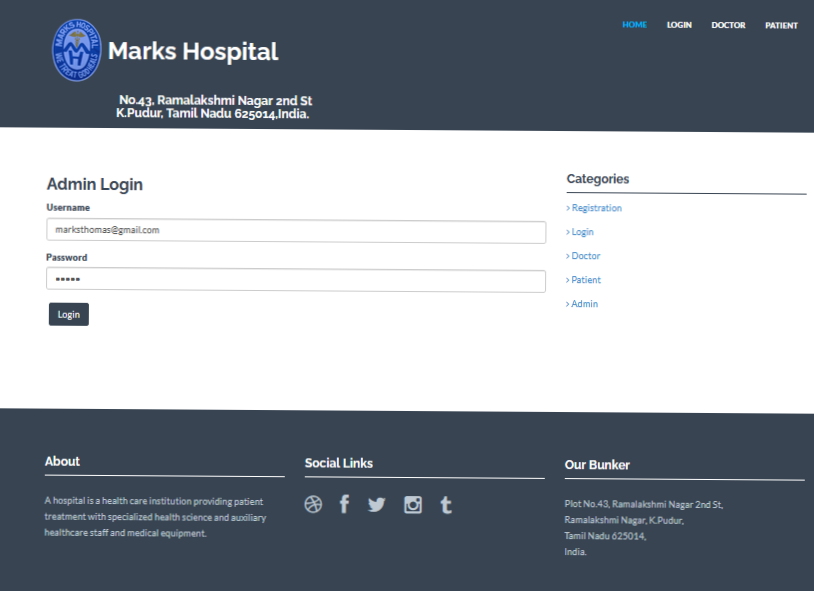 HOME LOGIN DOCTOR PATIENT
MARKS HOSPITAL
WE TREAT GOD HEALS
Marks Hospital
No.43, Ramalakshmi Nagar 2nd St
K.Pudur, Tamil Nadu 625014,India.
Admin Login
Username
marksthomas@gmail.com
Password
•••••
Login
Categories
› Registration
› Login
› Doctor
› Patient
› Admin
About
A hospital is a health care institution providing patient
treatment with specialized health science and auxiliary
healthcare staff and medical equipment.
Social Links
Our Bunker
Plot No.43, Ramalakshmi Nagar 2nd St,
Ramalakshmi Nagar, K.Pudur,
Tamil Nadu 625014,
India.